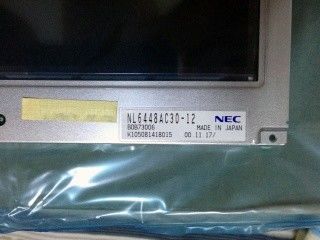 NL6448AC30-12 NEC
B0873006 MADE IN JAPAN
K105081418015 00.11.17/